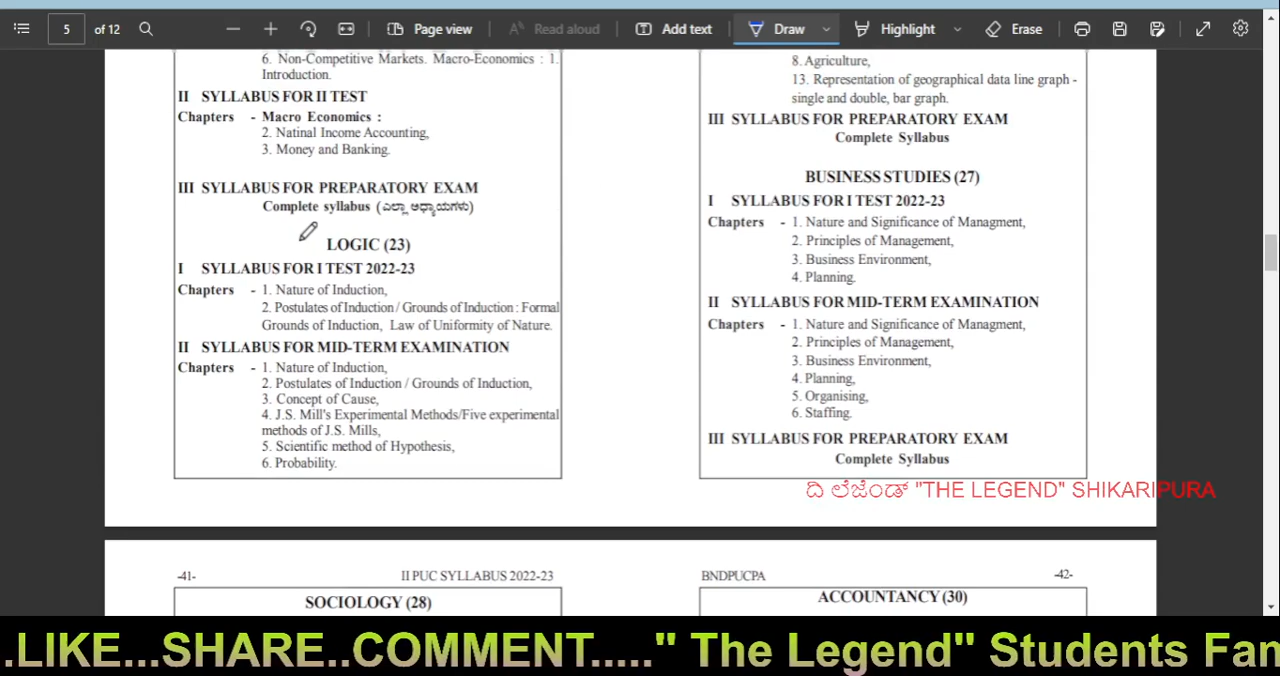 5 of 12 Page view Read aloud Add text Draw Highlight Erase
6. Non-Competitive Markets. Macro-Economics : 1.
Introduction.
II SYLLABUS FOR II TEST
Chapters - Macro Economics :
2. Natinal Income Accounting,
3. Money and Banking.
III SYLLABUS FOR PREPARATORY EXAM
Complete syllabus (ಎಲ್ಲಾ ಅಧ್ಯಾಯಗಳು)
LOGIC (23)
I SYLLABUS FOR I TEST 2022-23
Chapters - 1. Nature of Induction,
2. Postulates of Induction / Grounds of Induction : Formal
Grounds of Induction, Law of Uniformity of Nature.
II SYLLABUS FOR MID-TERM EXAMINATION
Chapters - 1. Nature of Induction,
2. Postulates of Induction / Grounds of Induction,
3. Concept of Cause,
4. J.S. Mill's Experimental Methods/Five experimental
methods of J.S. Mills,
5. Scientific method of Hypothesis,
6. Probability.
8. Agriculture,
13. Representation of geographical data line graph -
single and double, bar graph.
III SYLLABUS FOR PREPARATORY EXAM
Complete Syllabus
BUSINESS STUDIES (27)
I SYLLABUS FOR I TEST 2022-23
Chapters - 1. Nature and Significance of Managment,
2. Principles of Management,
3. Business Environment,
4. Planning.
II SYLLABUS FOR MID-TERM EXAMINATION
Chapters - 1. Nature and Significance of Managment,
2. Principles of Management,
3. Business Environment,
4. Planning,
5. Organising,
6. Staffing.
III SYLLABUS FOR PREPARATORY EXAM
Complete Syllabus
ದಿ ಲೆಜೆಂಡ್ "THE LEGEND" SHIKARIPURA
-41- II PUC SYLLABUS 2022-23
SOCIOLOGY (28)
BNDPUCPA -42-
ACCOUNTANCY (30)
.LIKE...SHARE..COMMENT....." The Legend" Students Fan